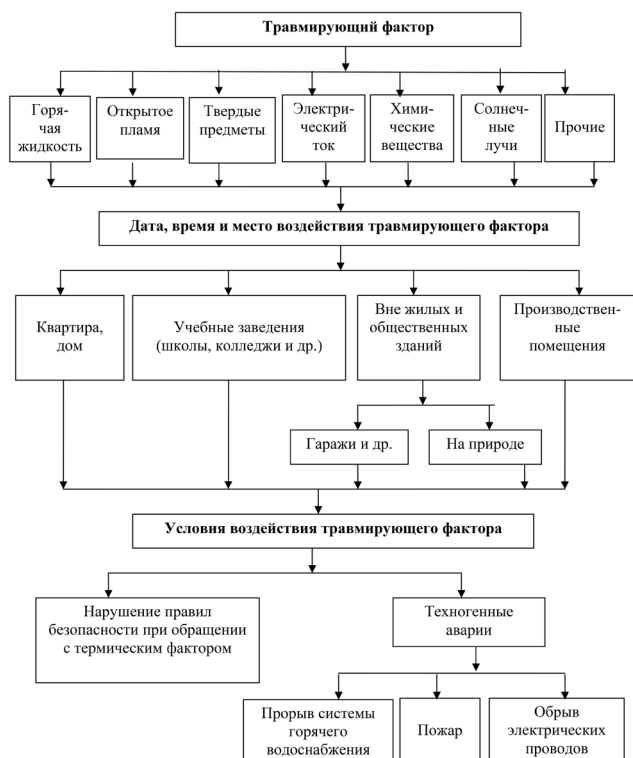 Травмирующий фактор
Горя-
чая
жидкость
Открытое
пламя
Твердые
предметы
Электри-
ческий
ток
Хими-
ческие
вещества
Солнеч-
ные
лучи
Прочие
Дата, время и место воздействия травмирующего фактора
Квартира,
дом
Учебные заведения
(школы, колледжи и др.)
Вне жилых и
общественных
зданий
Производствен-
ные
помещения
Гаражи и др.
На природе
Условия воздействия травмирующего фактора
Нарушение правил
безопасности при обращении
с термическим фактором
Техногенные
аварии
Прорыв системы
горячего
водоснабжения
Пожар
Обрыв
электрических
проводов